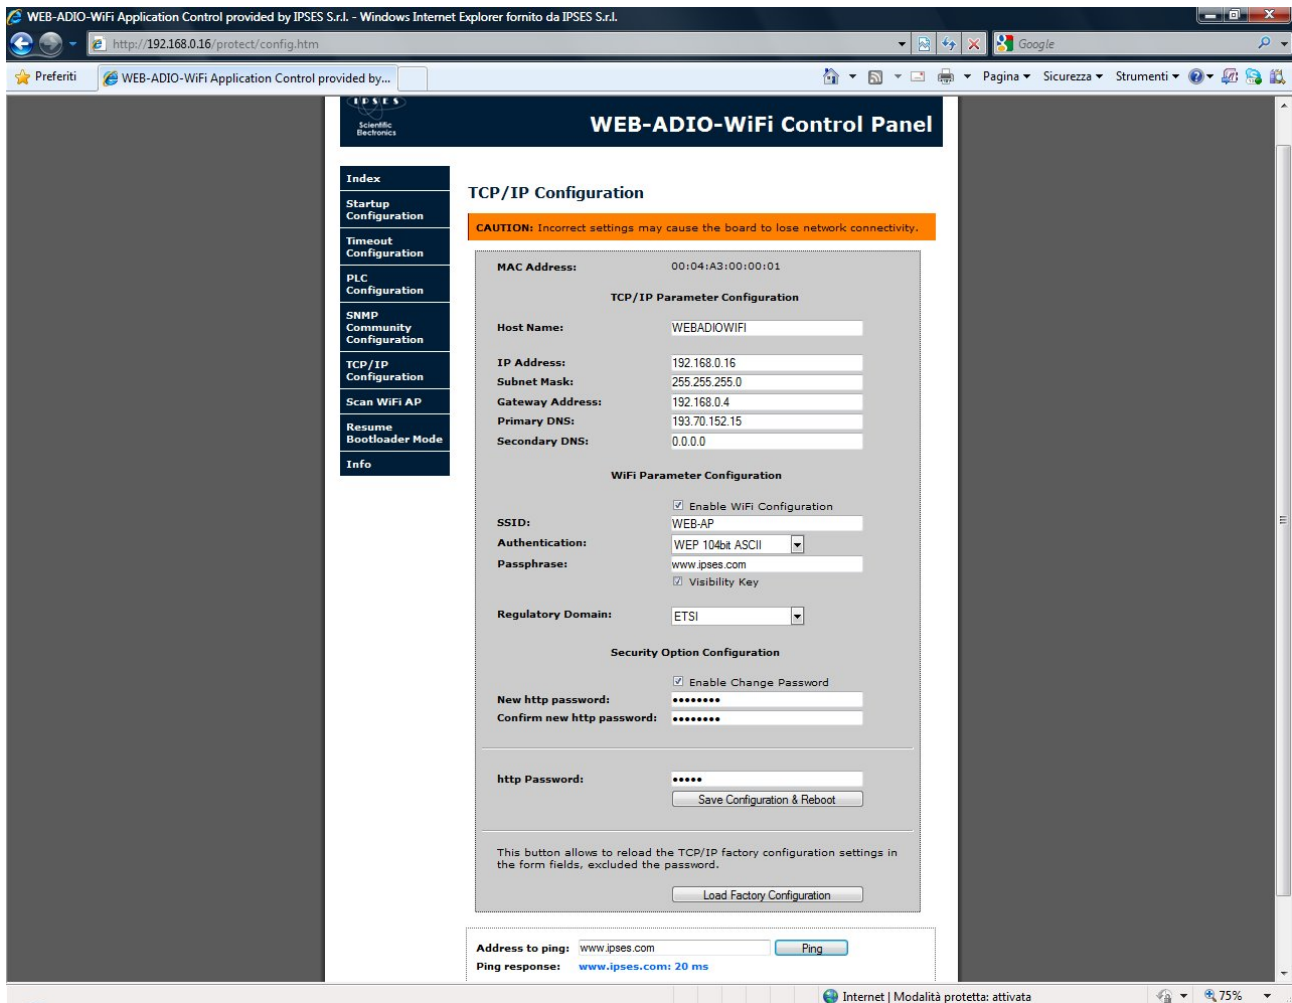 WEB-ADIO-WiFi Application Control provided by IPSES S.r.l. - Windows Internet Explorer fornito da IPSES S.r.l.
http://192.168.0.16/protect/config.htm
Google
Preferiti
WEB-ADIO-WiFi Application Control provided by...
Pagina
Sicurezza
Strumenti
IPSES
Scientific
Electronics
WEB-ADIO-WiFi Control Panel
Index
Startup
Configuration
Timeout
Configuration
PLC
Configuration
SNMP
Community
Configuration
TCP/IP
Configuration
Scan WiFi AP
Resume
Bootloader Mode
Info
TCP/IP Configuration
CAUTION: Incorrect settings may cause the board to lose network connectivity.
MAC Address: 00:04:A3:00:00:01
TCP/IP Parameter Configuration
Host Name: WEBADIOWIFI
IP Address: 192.168.0.16
Subnet Mask: 255.255.255.0
Gateway Address: 192.168.0.4
Primary DNS: 193.70.152.15
Secondary DNS: 0.0.0.0
WiFi Parameter Configuration
Enable WiFi Configuration
SSID: WEB-AP
Authentication: WEP 104bit ASCII
Passphrase: www.ipses.com
Visibility Key
Regulatory Domain: ETSI
Security Option Configuration
Enable Change Password
New http password: ••••••••
Confirm new http password: ••••••••
http Password: •••••
Save Configuration & Reboot
This button allows to reload the TCP/IP factory configuration settings in
the form fields, excluded the password.
Load Factory Configuration
Address to ping: www.ipses.com Ping
Ping response: www.ipses.com: 20 ms
Internet | Modalità protetta: attivata
75%